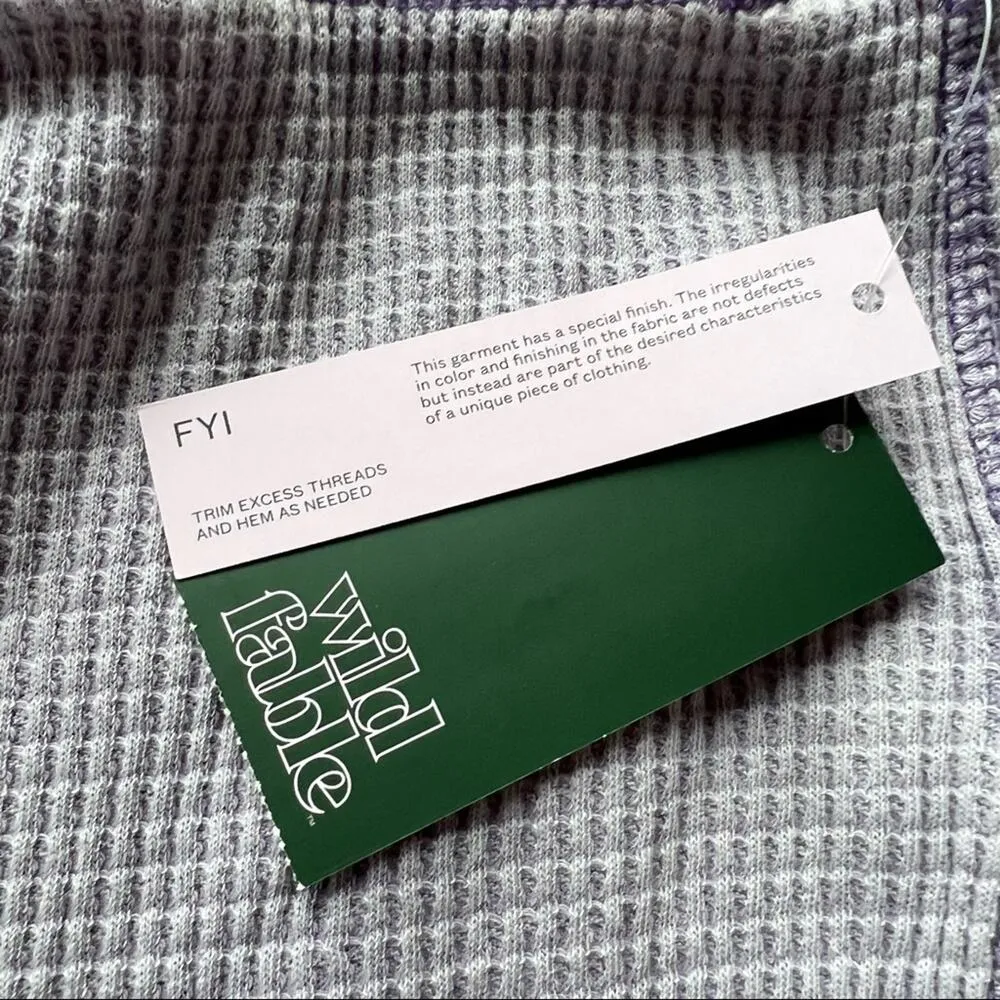 FYI
TRIM EXCESS THREADS
AND HEM AS NEEDED
This garment has a special finish. The irregularities
in color and finishing in the fabric are not defects
but instead are part of the desired characteristics
of a unique piece of clothing.
wild
fable™